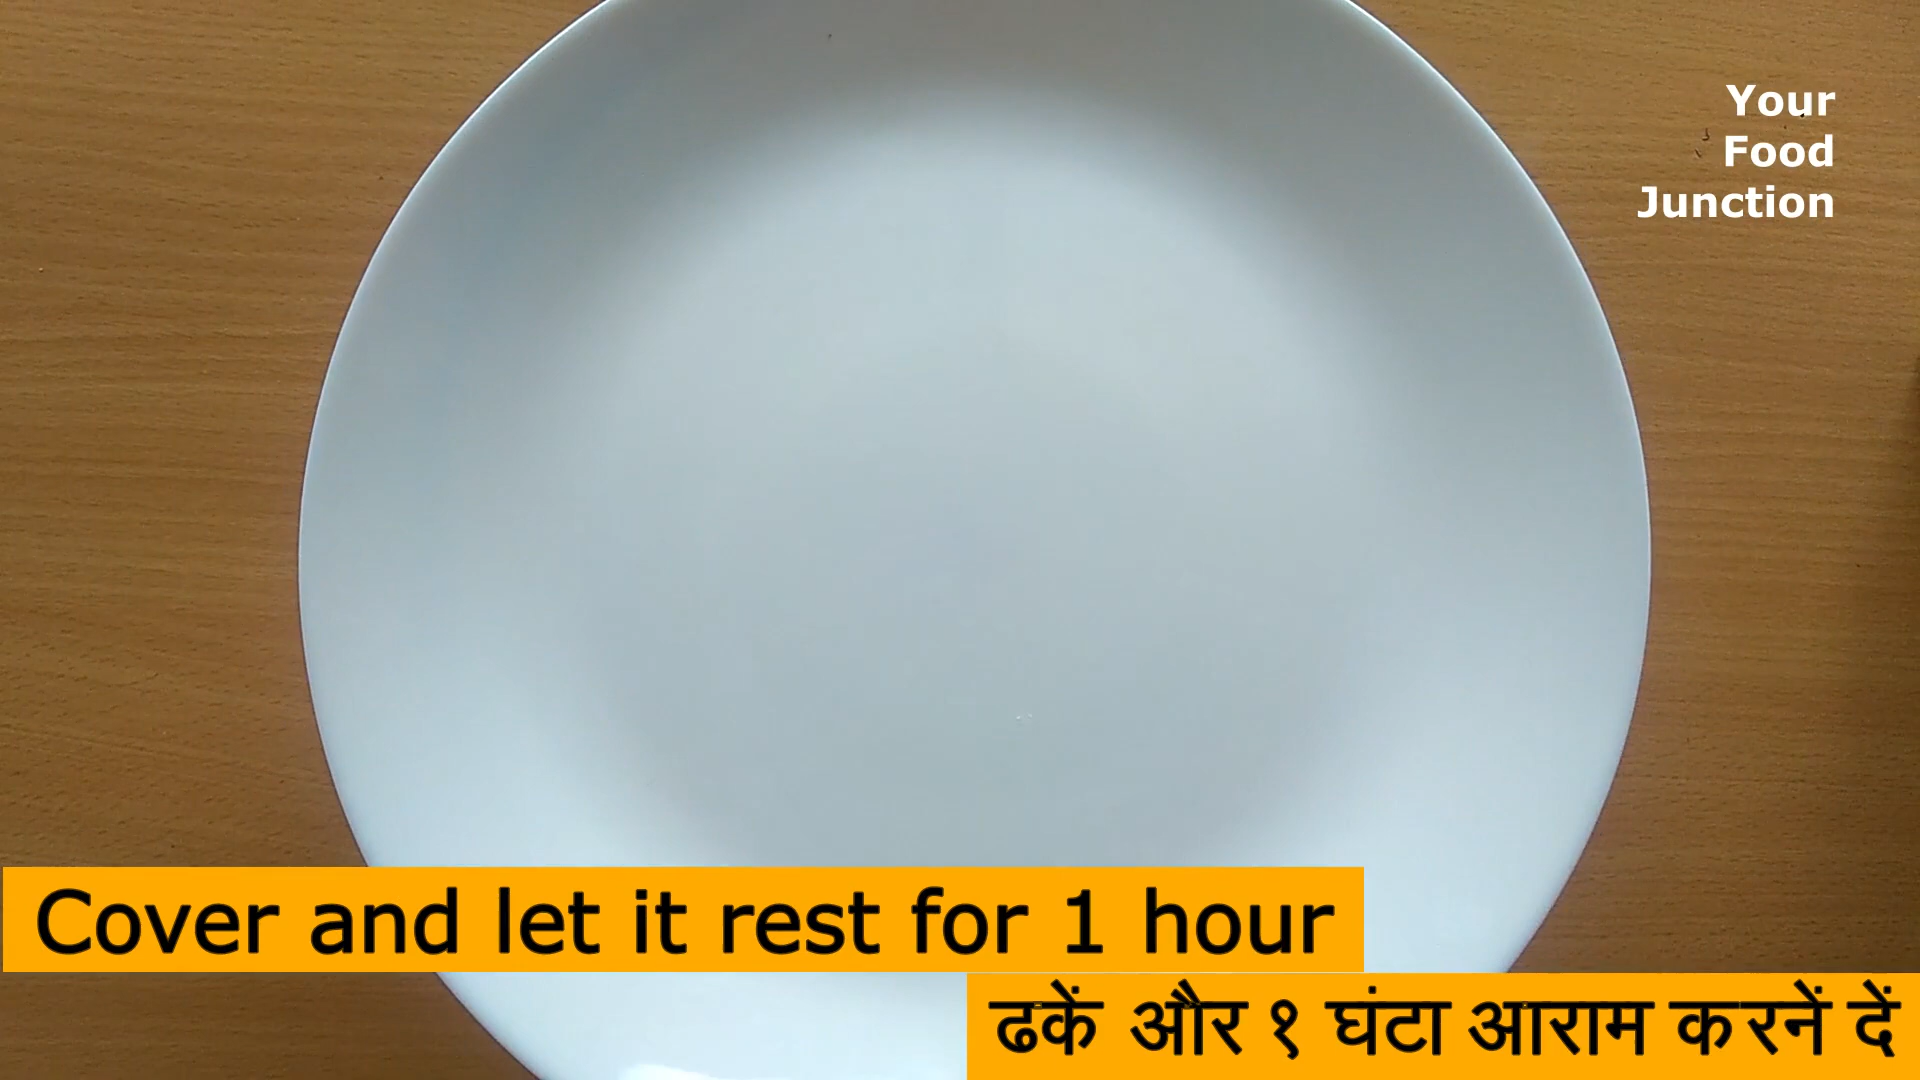 Your
Food
Junction
Cover and let it rest for 1 hour
ढकें और १ घंटा आराम करनें दें